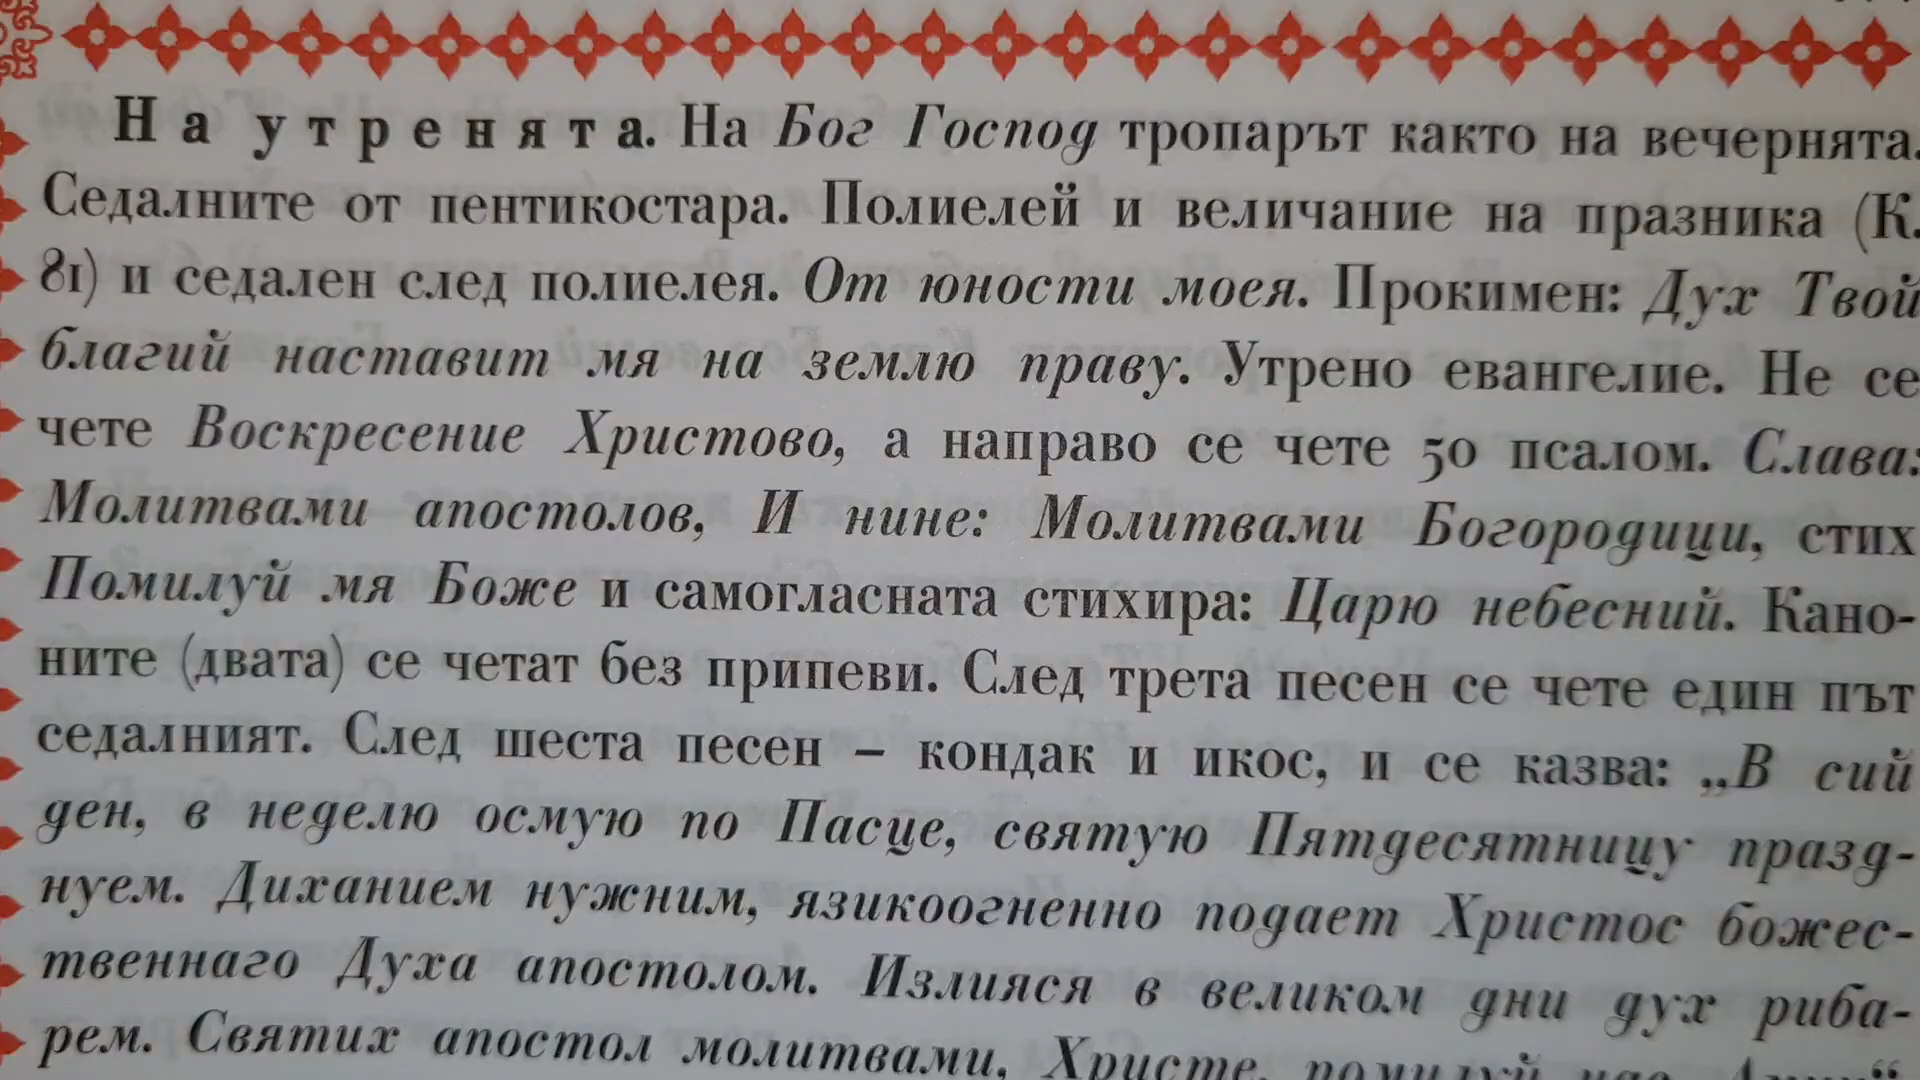 На утренята. На Бог Господ тропарът както на вечернята.
Седалните от пентикостара. Полиелей и величание на празника (К.
81) и седален след полиелея. От юности моея. Прокимен: Дух Твой
благий наставит мя на землю праву. Утрено евангелие. Не се
чете Воскресение Христово, а направо се чете 50 псалом. Слава:
Молитвами апостолов, И нине: Молитвами Богородици, стих
Помилуй мя Боже и самогласната стихира: Царю небесний. Кано-
ните (двата) се четат без припеви. След трета песен се чете един път
седалният. След шеста песен – кондак и икос, и се казва: „В сий
ден, в неделю осмую по Пасце, святую Пятдесятницу празд-
нуем. Диханием нужним, язикоогненно подает Христос божес-
твеннаго Духа апостолом. Излияся в великом дни дух риба-
рем. Святих апостол молитвами, Христе, помилуй нас. Амин“